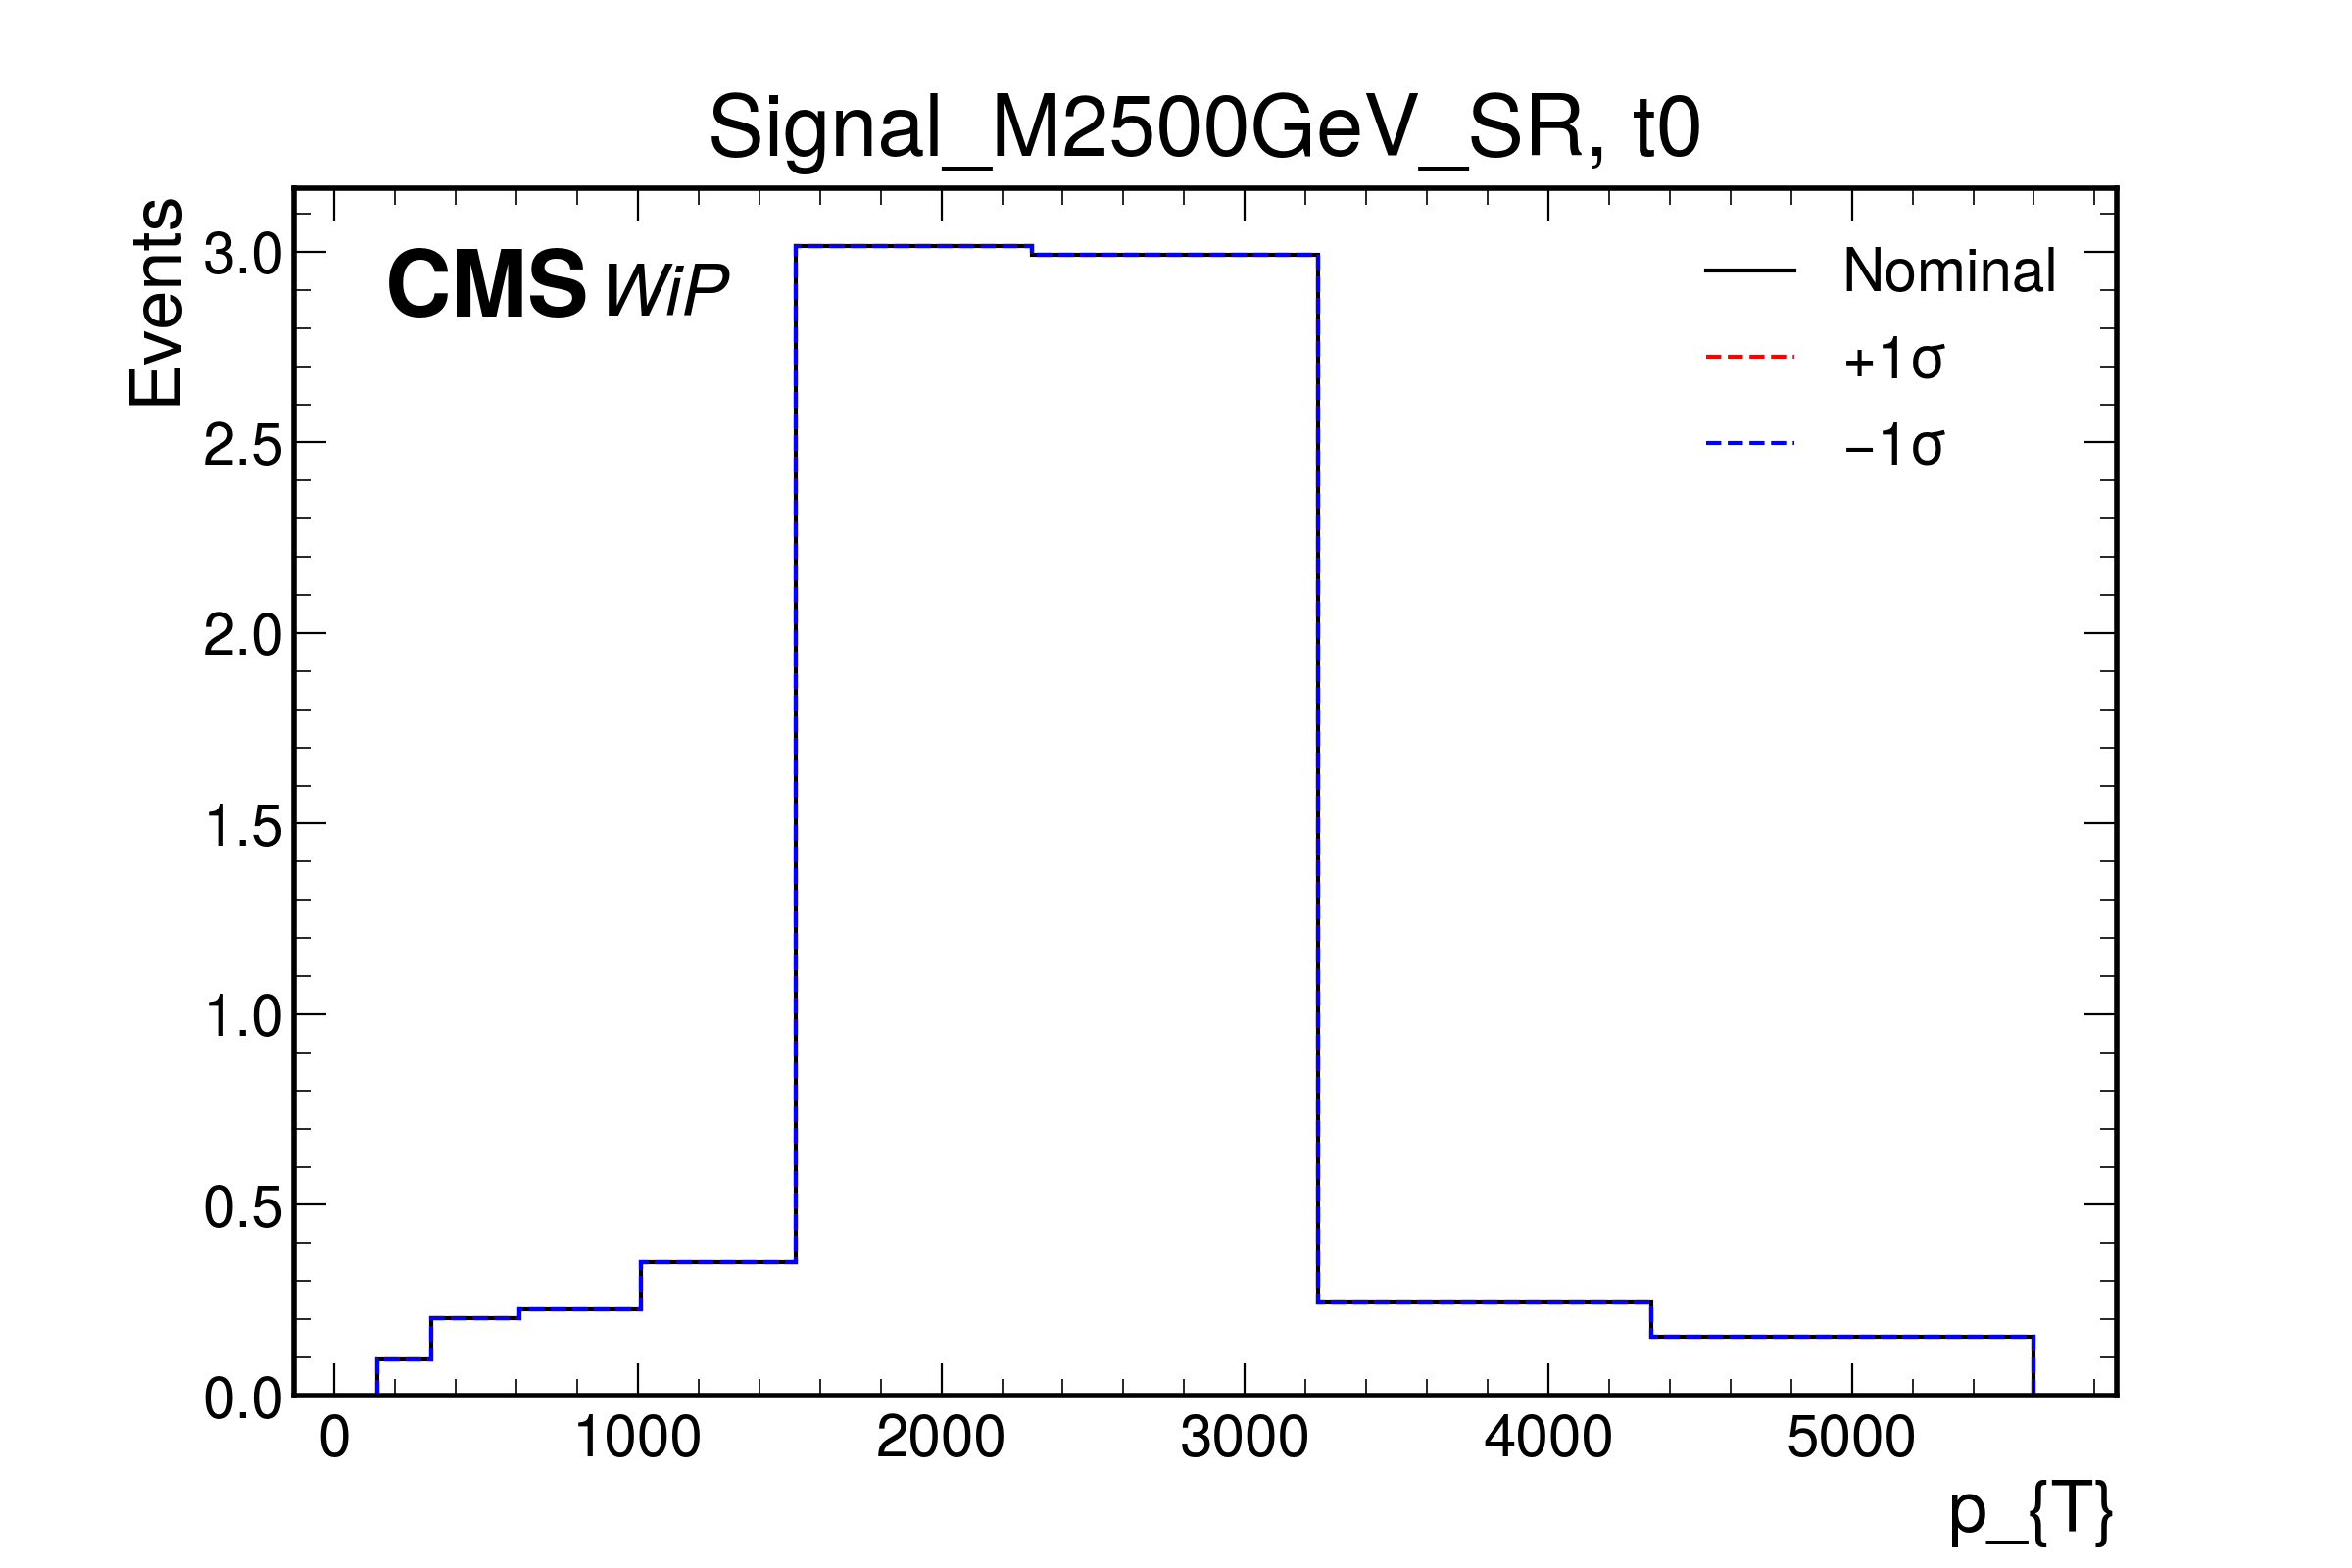 Signal_M2500GeV_SR, t0
Events
CMS WiP
Nominal
+1σ
−1σ
3.0
2.5
2.0
1.5
1.0
0.5
0.0
0 1000 2000 3000 4000 5000
p_{T}